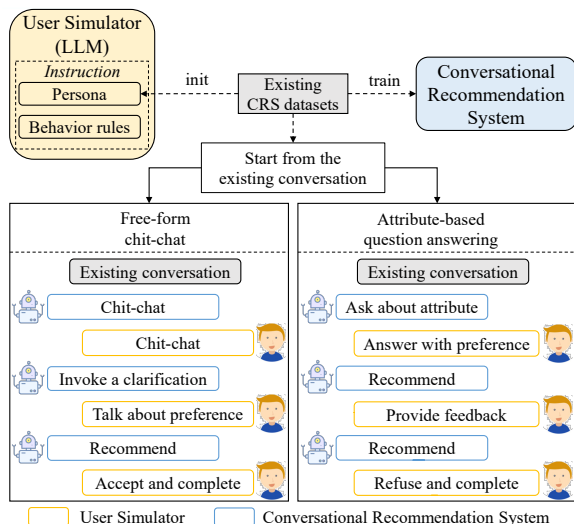 User Simulator
(LLM)
Instruction
Persona
Behavior rules
init
Existing
CRS datasets
train
Conversational
Recommendation
System
Start from the
existing conversation
Free-form
chit-chat
Existing conversation
Chit-chat
Chit-chat
Invoke a clarification
Talk about preference
Recommend
Accept and complete
Attribute-based
question answering
Existing conversation
Ask about attribute
Answer with preference
Recommend
Provide feedback
Recommend
Refuse and complete
User Simulator
Conversational Recommendation System